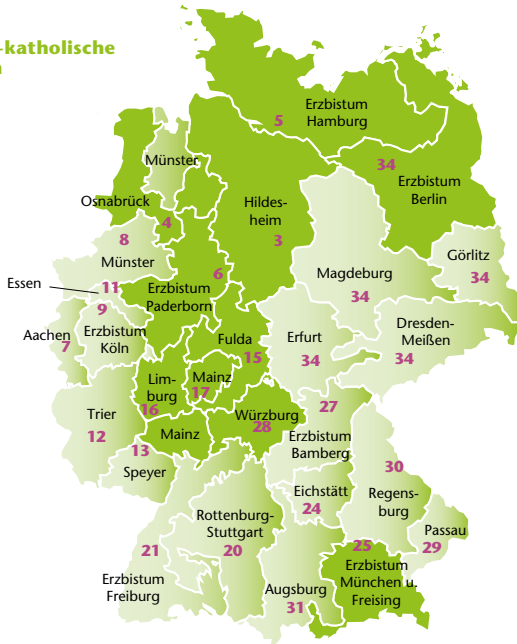 -katholische
5
Erzbistum
Hamburg
Münster
34
Erzbistum
Berlin
Osnabrück
4
Hildes-
heim
3
8
Münster
6
Magdeburg
34
Görlitz
34
Essen
11
Erzbistum
Paderborn
9
Erzbistum
Köln
Aachen
7
Fulda
15
Erfurt
34
Dresden-
Meißen
34
Lim-
burg
16
Mainz
17
Trier
12
Würzburg
28
27
Mainz
13
Speyer
Erzbistum
Bamberg
30
Regens-
burg
Eichstätt
24
Rottenburg-
Stuttgart
20
21
Erzbistum
Freiburg
Passau
29
25
Erzbistum
München u.
Freising
Augsburg
31